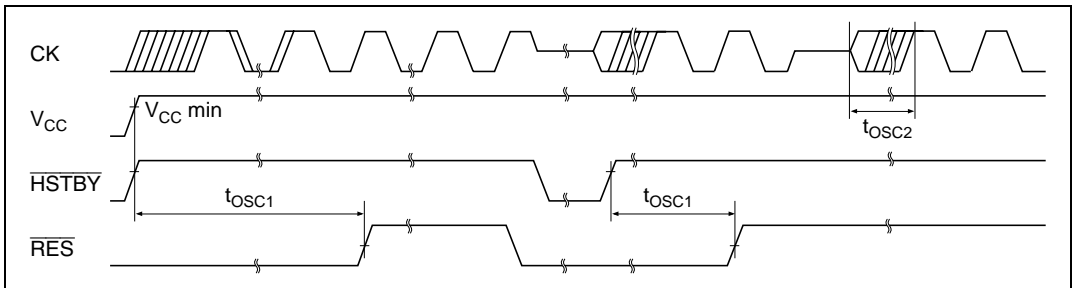 CK
V_CC
V_CC min
t_OSC2
HSTBY
t_OSC1
t_OSC1
RES